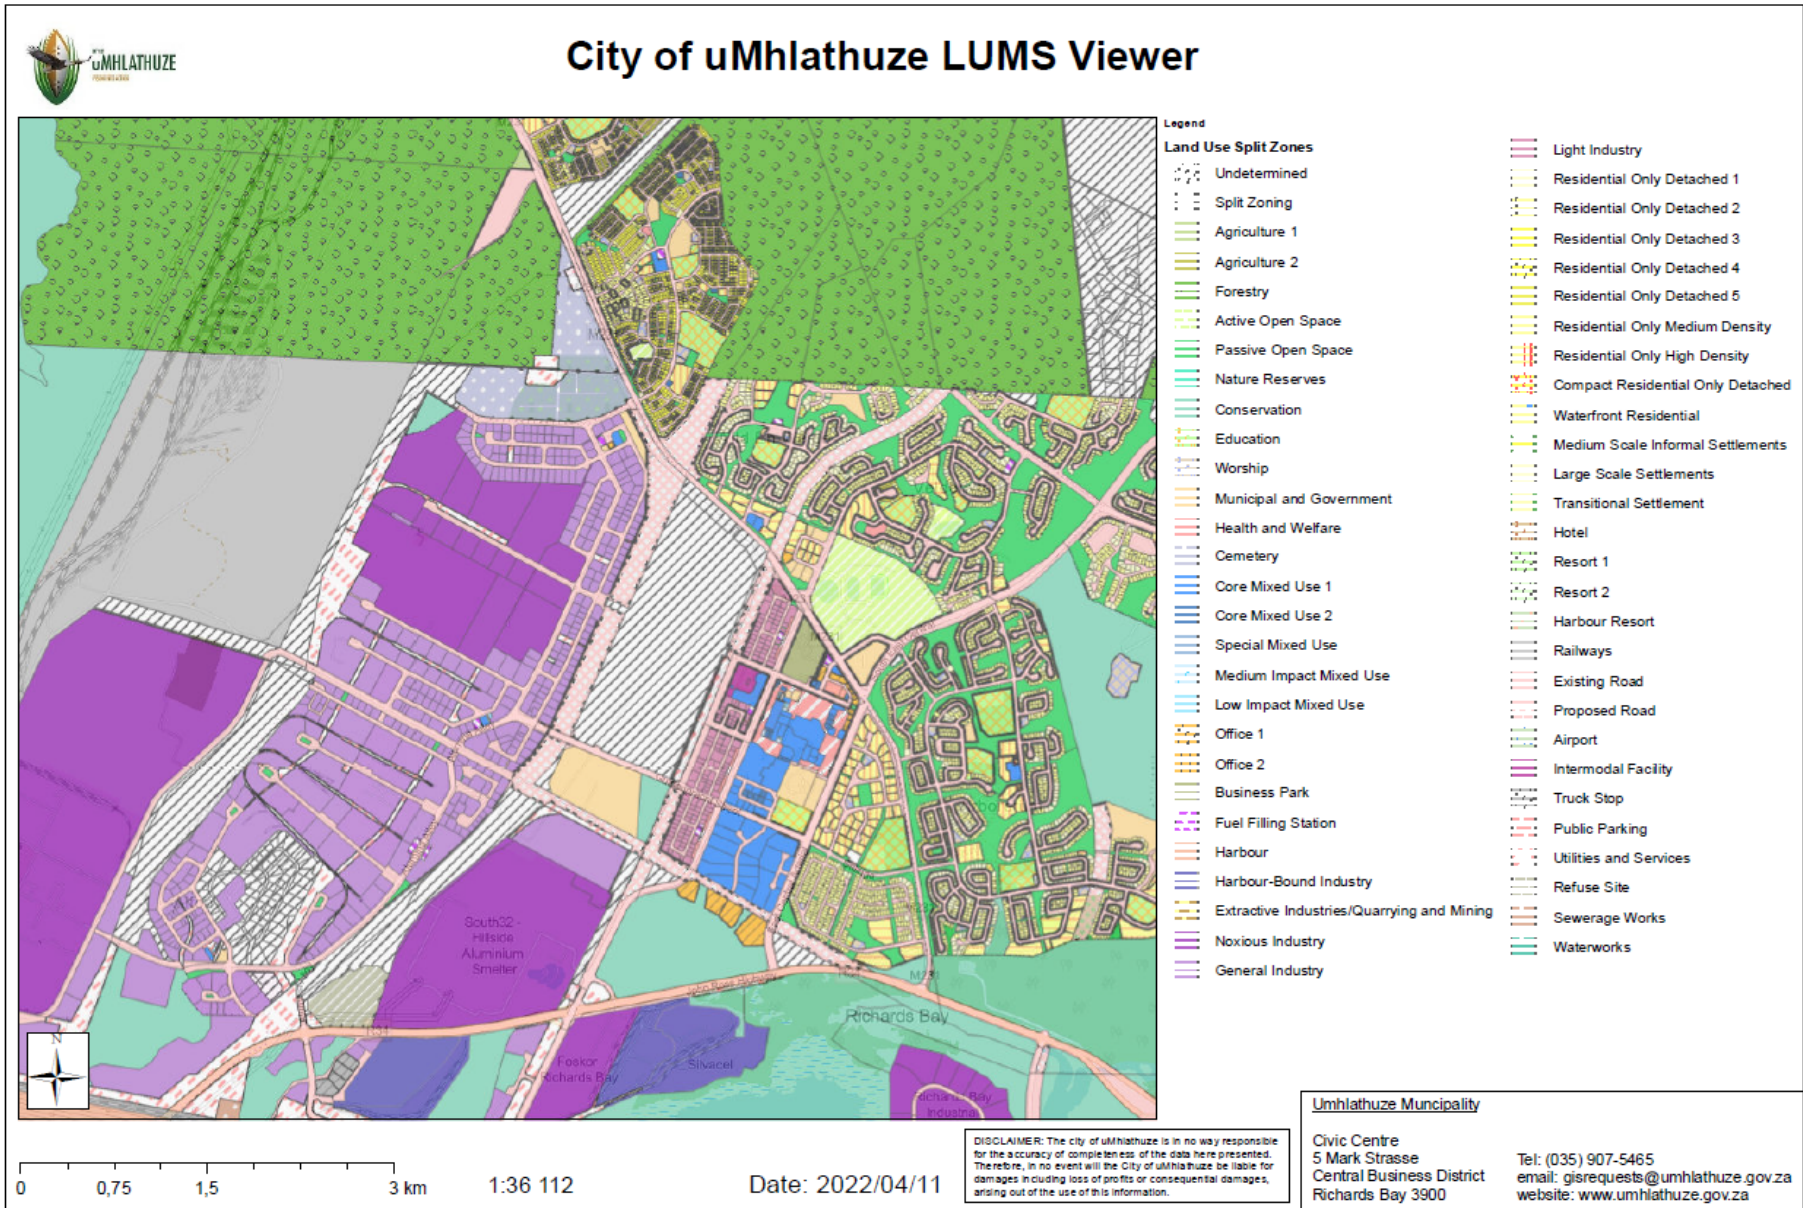 UMHLATHUZE
City of uMhlathuze LUMS Viewer
Legend
Land Use Split Zones
Undetermined
Split Zoning
Agriculture 1
Agriculture 2
Forestry
Active Open Space
Passive Open Space
Nature Reserves
Conservation
Education
Worship
Municipal and Government
Health and Welfare
Cemetery
Core Mixed Use 1
Core Mixed Use 2
Special Mixed Use
Medium Impact Mixed Use
Low Impact Mixed Use
Office 1
Office 2
Business Park
Fuel Filling Station
Harbour
Harbour-Bound Industry
Extractive Industries/Quarrying and Mining
Noxious Industry
General Industry
Light Industry
Residential Only Detached 1
Residential Only Detached 2
Residential Only Detached 3
Residential Only Detached 4
Residential Only Detached 5
Residential Only Medium Density
Residential Only High Density
Compact Residential Only Detached
Waterfront Residential
Medium Scale Informal Settlements
Large Scale Settlements
Transitional Settlement
Hotel
Resort 1
Resort 2
Harbour Resort
Railways
Existing Road
Proposed Road
Airport
Intermodal Facility
Truck Stop
Public Parking
Utilities and Services
Refuse Site
Sewerage Works
Waterworks
South32 -
Hillside
Aluminium
Smelter
John Ross Highway
M231
Richards Bay
R34
Foskor
Richards Bay
Silvacel
Richards Bay
Industrial
N
0 0,75 1,5 3 km
1:36 112
Date: 2022/04/11
DISCLAIMER: The city of uMhlathuze is in no way responsible
for the accuracy of completeness of the data here presented.
Therefore, in no event will the City of uMhlathuze be liable for
damages including loss of profits or consequential damages,
arising out of the use of this information.
Umhlathuze Muncipality
Civic Centre
5 Mark Strasse
Central Business District
Richards Bay 3900
Tel: (035) 907-5465
email: gisrequests@umhlathuze.gov.za
website: www.umhlathuze.gov.za